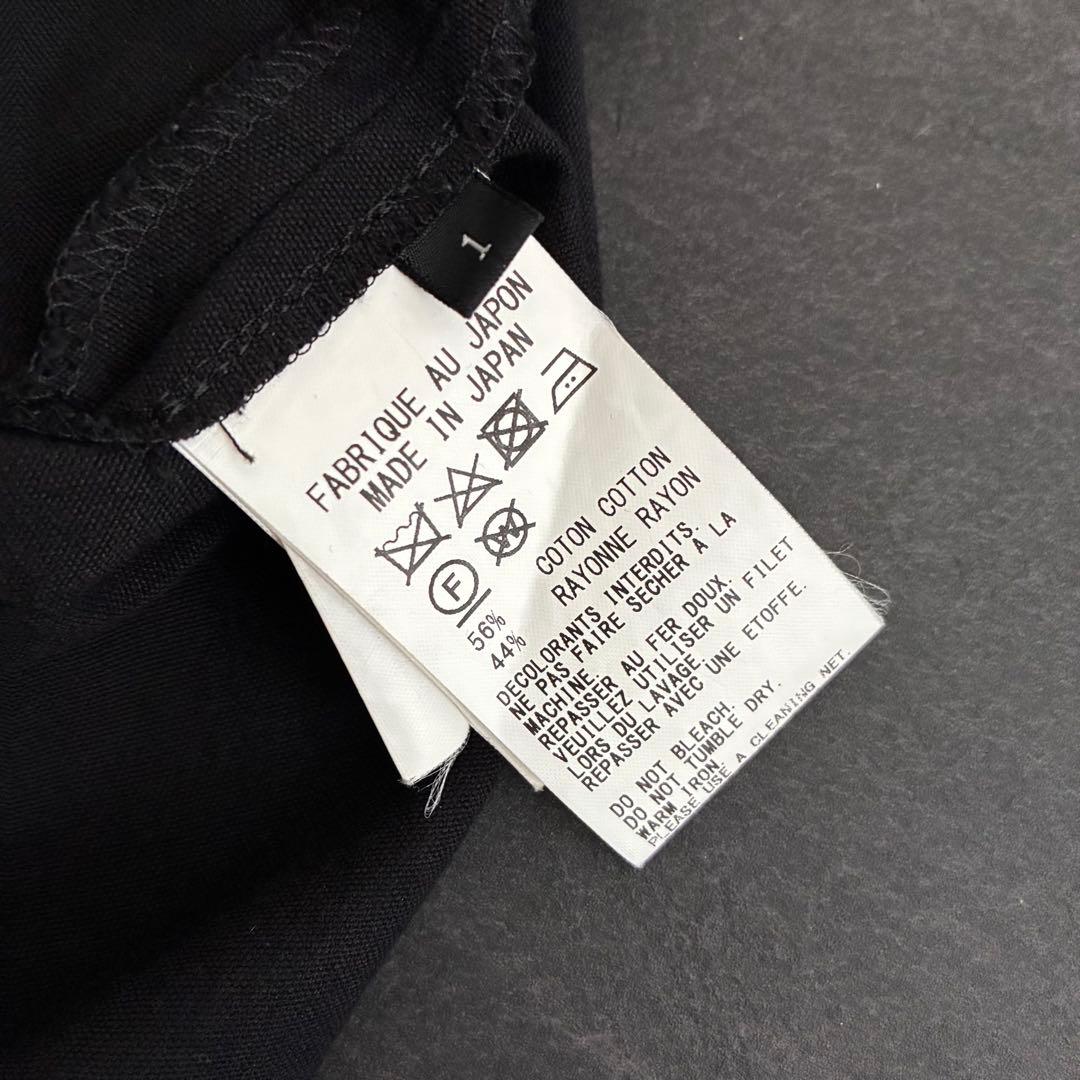 1
FABRIQUE AU JAPON
MADE IN JAPAN
F W
56% COTON COTTON
44% RAYONNE RAYON
DECOLORANTS INTERDITS.
NE PAS FAIRE SECHER A LA
MACHINE.
REPASSER AU FER DOUX.
VEUILLEZ UTILISER UN FILET
LORS DU LAVAGE.
REPASSER AVEC UNE ETOFFE.
DO NOT BLEACH.
DO NOT TUMBLE DRY.
WARM IRON.
PLEASE USE A CLEANING NET.